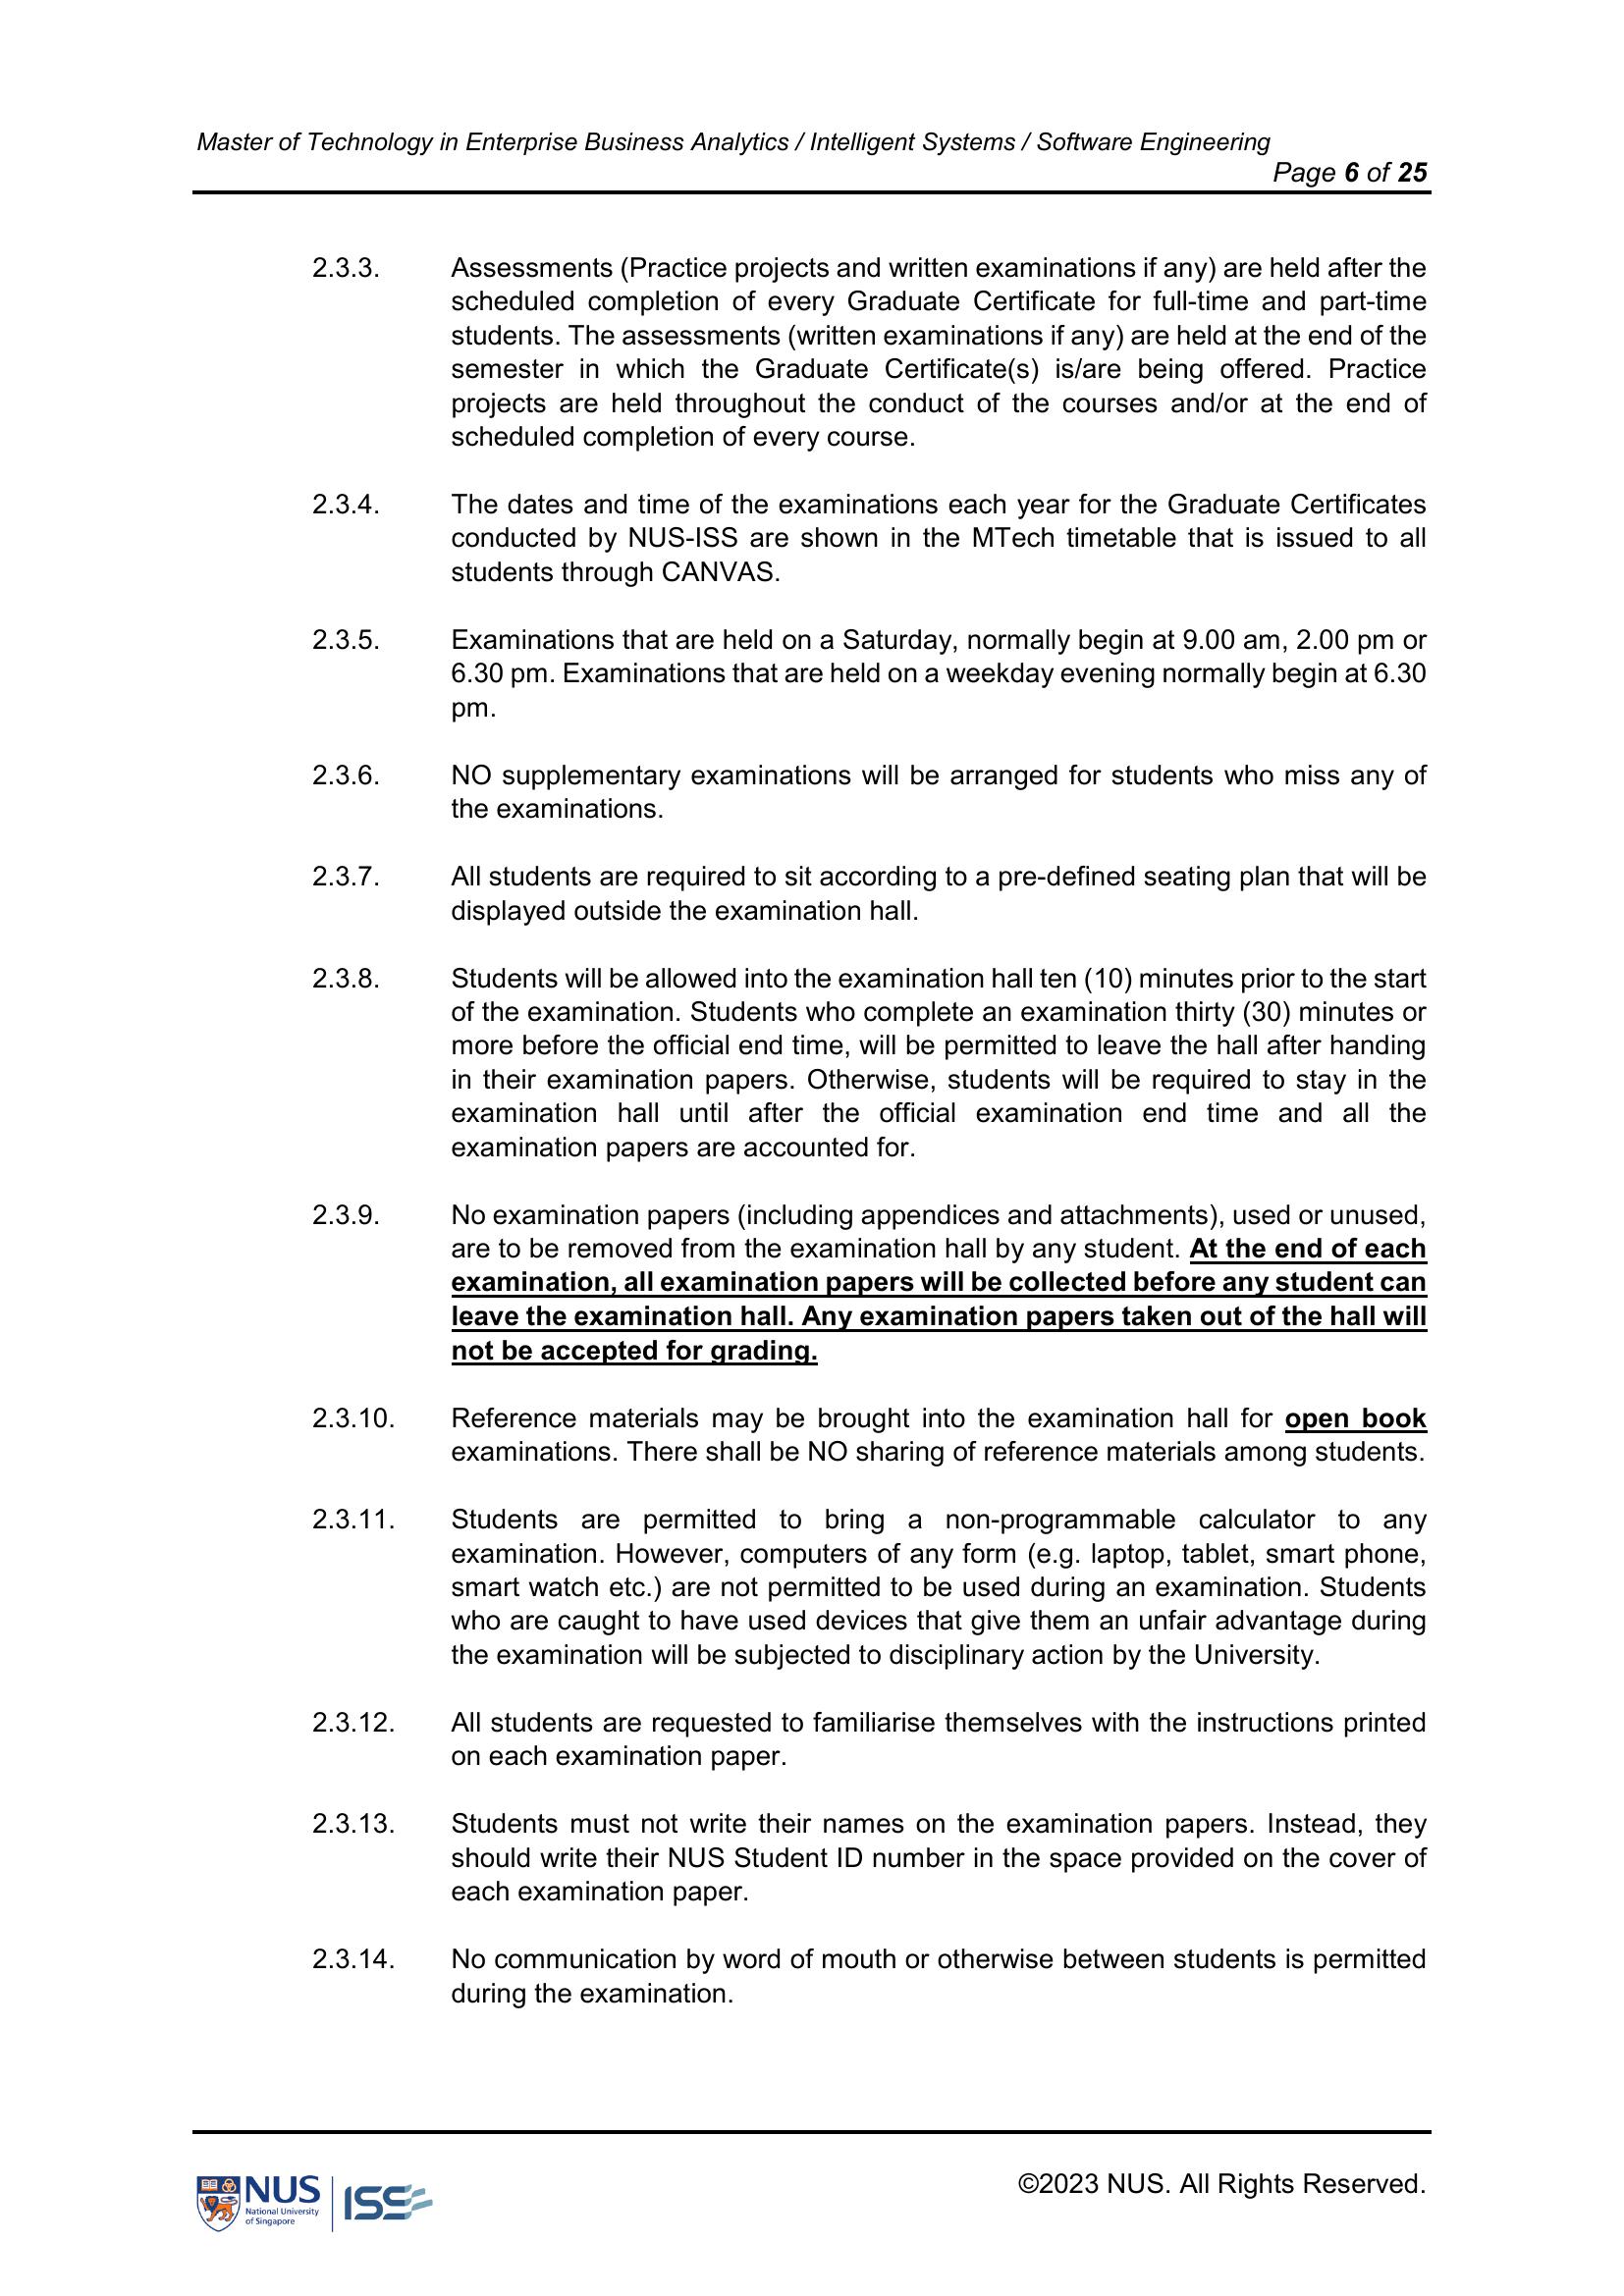 Master of Technology in Enterprise Business Analytics / Intelligent Systems / Software Engineering
Page 6 of 25
2.3.3. Assessments (Practice projects and written examinations if any) are held after the
scheduled completion of every Graduate Certificate for full-time and part-time
students. The assessments (written examinations if any) are held at the end of the
semester in which the Graduate Certificate(s) is/are being offered. Practice
projects are held throughout the conduct of the courses and/or at the end of
scheduled completion of every course.
2.3.4. The dates and time of the examinations each year for the Graduate Certificates
conducted by NUS-ISS are shown in the MTech timetable that is issued to all
students through CANVAS.
2.3.5. Examinations that are held on a Saturday, normally begin at 9.00 am, 2.00 pm or
6.30 pm. Examinations that are held on a weekday evening normally begin at 6.30
pm.
2.3.6. NO supplementary examinations will be arranged for students who miss any of
the examinations.
2.3.7. All students are required to sit according to a pre-defined seating plan that will be
displayed outside the examination hall.
2.3.8. Students will be allowed into the examination hall ten (10) minutes prior to the start
of the examination. Students who complete an examination thirty (30) minutes or
more before the official end time, will be permitted to leave the hall after handing
in their examination papers. Otherwise, students will be required to stay in the
examination hall until after the official examination end time and all the
examination papers are accounted for.
2.3.9. No examination papers (including appendices and attachments), used or unused,
are to be removed from the examination hall by any student. At the end of each
examination, all examination papers will be collected before any student can
leave the examination hall. Any examination papers taken out of the hall will
not be accepted for grading.
2.3.10. Reference materials may be brought into the examination hall for open book
examinations. There shall be NO sharing of reference materials among students.
2.3.11. Students are permitted to bring a non-programmable calculator to any
examination. However, computers of any form (e.g. laptop, tablet, smart phone,
smart watch etc.) are not permitted to be used during an examination. Students
who are caught to have used devices that give them an unfair advantage during
the examination will be subjected to disciplinary action by the University.
2.3.12. All students are requested to familiarise themselves with the instructions printed
on each examination paper.
2.3.13. Students must not write their names on the examination papers. Instead, they
should write their NUS Student ID number in the space provided on the cover of
each examination paper.
2.3.14. No communication by word of mouth or otherwise between students is permitted
during the examination.
©2023 NUS. All Rights Reserved.
NUS
National University
of Singapore
ISS